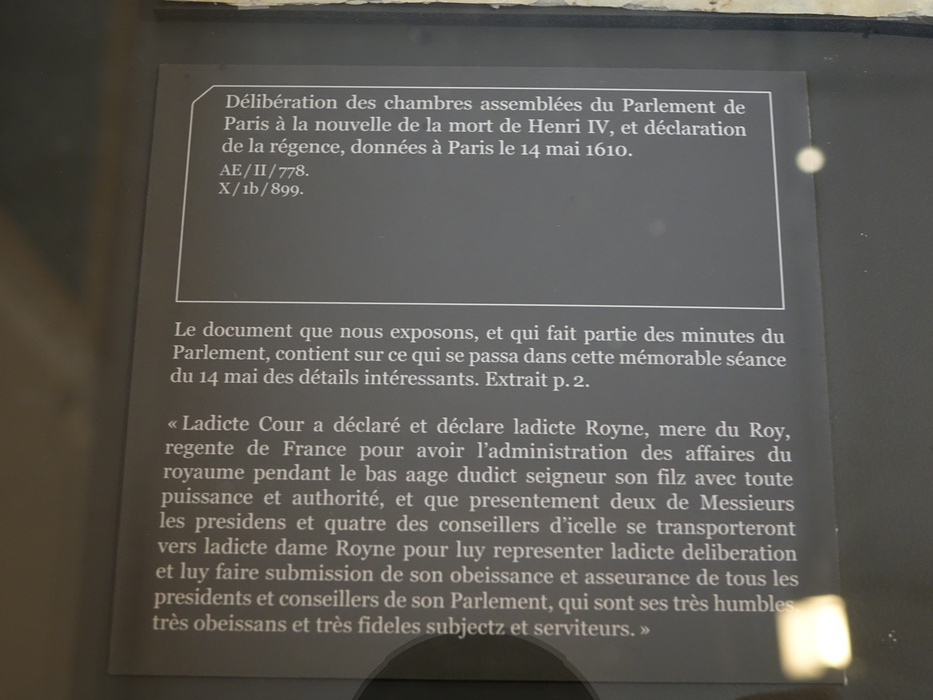 Délibération des chambres assemblées du Parlement de
Paris à la nouvelle de la mort de Henri IV, et déclaration
de la régence, données à Paris le 14 mai 1610.
AE/II/778.
X/1b/899.
Le document que nous exposons, et qui fait partie des minutes du
Parlement, contient sur ce qui se passa dans cette mémorable séance
du 14 mai des détails intéressants. Extrait p. 2.
« Ladicte Cour a déclaré et déclare ladicte Royne, mere du Roy,
regente de France pour avoir l’administration des affaires du
royaume pendant le bas aage dudict seigneur son filz avec toute
puissance et authorité, et que presentement deux de Messieurs
les presidens et quatre des conseillers d’icelle se transporteront
vers ladicte dame Royne pour luy representer ladicte deliberation
et luy faire submission de son obeissance et asseurance de tous les
presidents et conseillers de son Parlement, qui sont ses très humbles,
très obeissans et très fideles subjectz et serviteurs. »